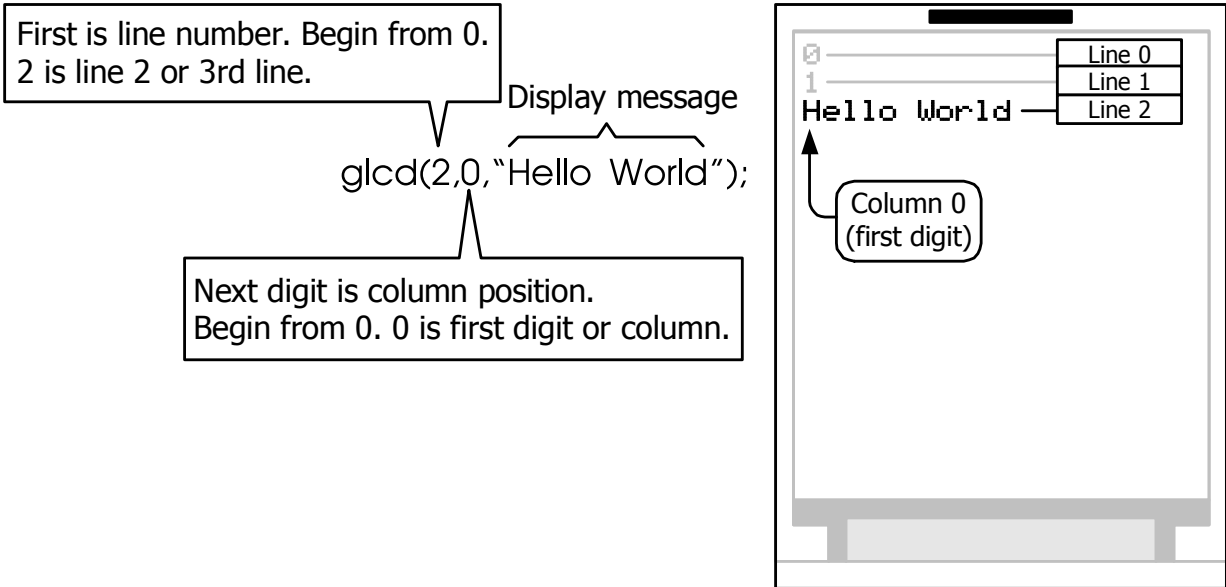 First is line number. Begin from 0.
2 is line 2 or 3rd line.
Display message
glcd(2,0,“Hello World”);
Next digit is column position.
Begin from 0. 0 is first digit or column.
0
Line 0
1
Line 1
Hello World
Line 2
Column 0
(first digit)